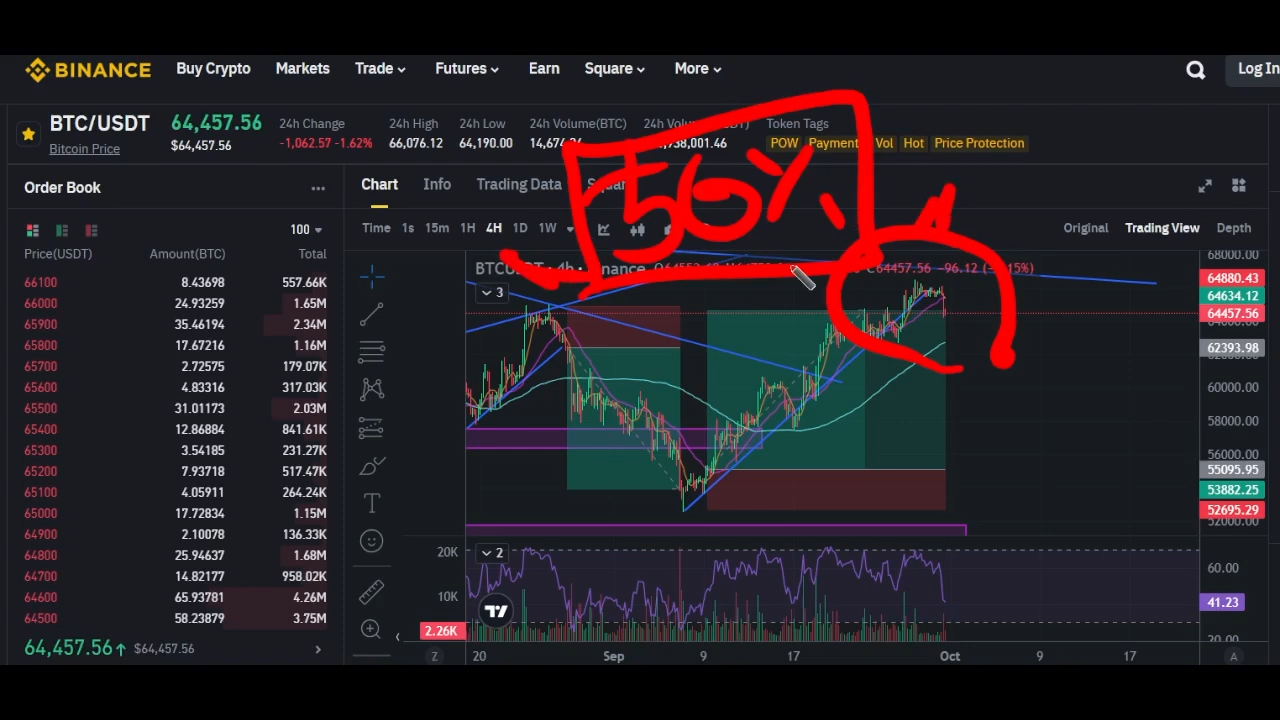 BINANCE Buy Crypto Markets Trade Futures Earn Square More Log In
BTC/USDT 64,457.56 24h Change 24h High 24h Low 24h Volume(BTC) Token Tags
Bitcoin Price $64,457.56 -1,062.57 -1.62% 66,076.12 64,190.00 POW Payment Vol Hot Price Protection
50%
Order Book
Chart Info Trading Data
100
Time 1s 15m 1H 4H 1D 1W Original Trading View Depth
Price(USDT) Amount(BTC) Total
66100 8.43698 557.66K
66000 24.93259 1.65M
65900 35.46194 2.34M
65800 17.67216 1.16M
65700 2.72575 179.07K
65600 4.83316 317.03K
65500 31.01173 2.03M
65400 12.86884 841.61K
65300 3.54185 231.27K
65200 7.93718 517.47K
65100 4.05911 264.24K
65000 17.72834 1.15M
64900 2.10078 136.33K
64800 25.94637 1.68M
64700 14.82177 958.02K
64600 65.93781 4.26M
64500 58.23879 3.75M
64,457.56 $64,457.56
4h Binance 64457.56 -96.12
3
68000.00
64880.43
64634.12
64457.56
62393.98
60000.00
58000.00
56000.00
55095.95
53882.25
52695.29
52000.00
20K 2 60.00
10K 41.23
2.26K 20.00
Z 20 Sep 9 17 Oct 9 17 A